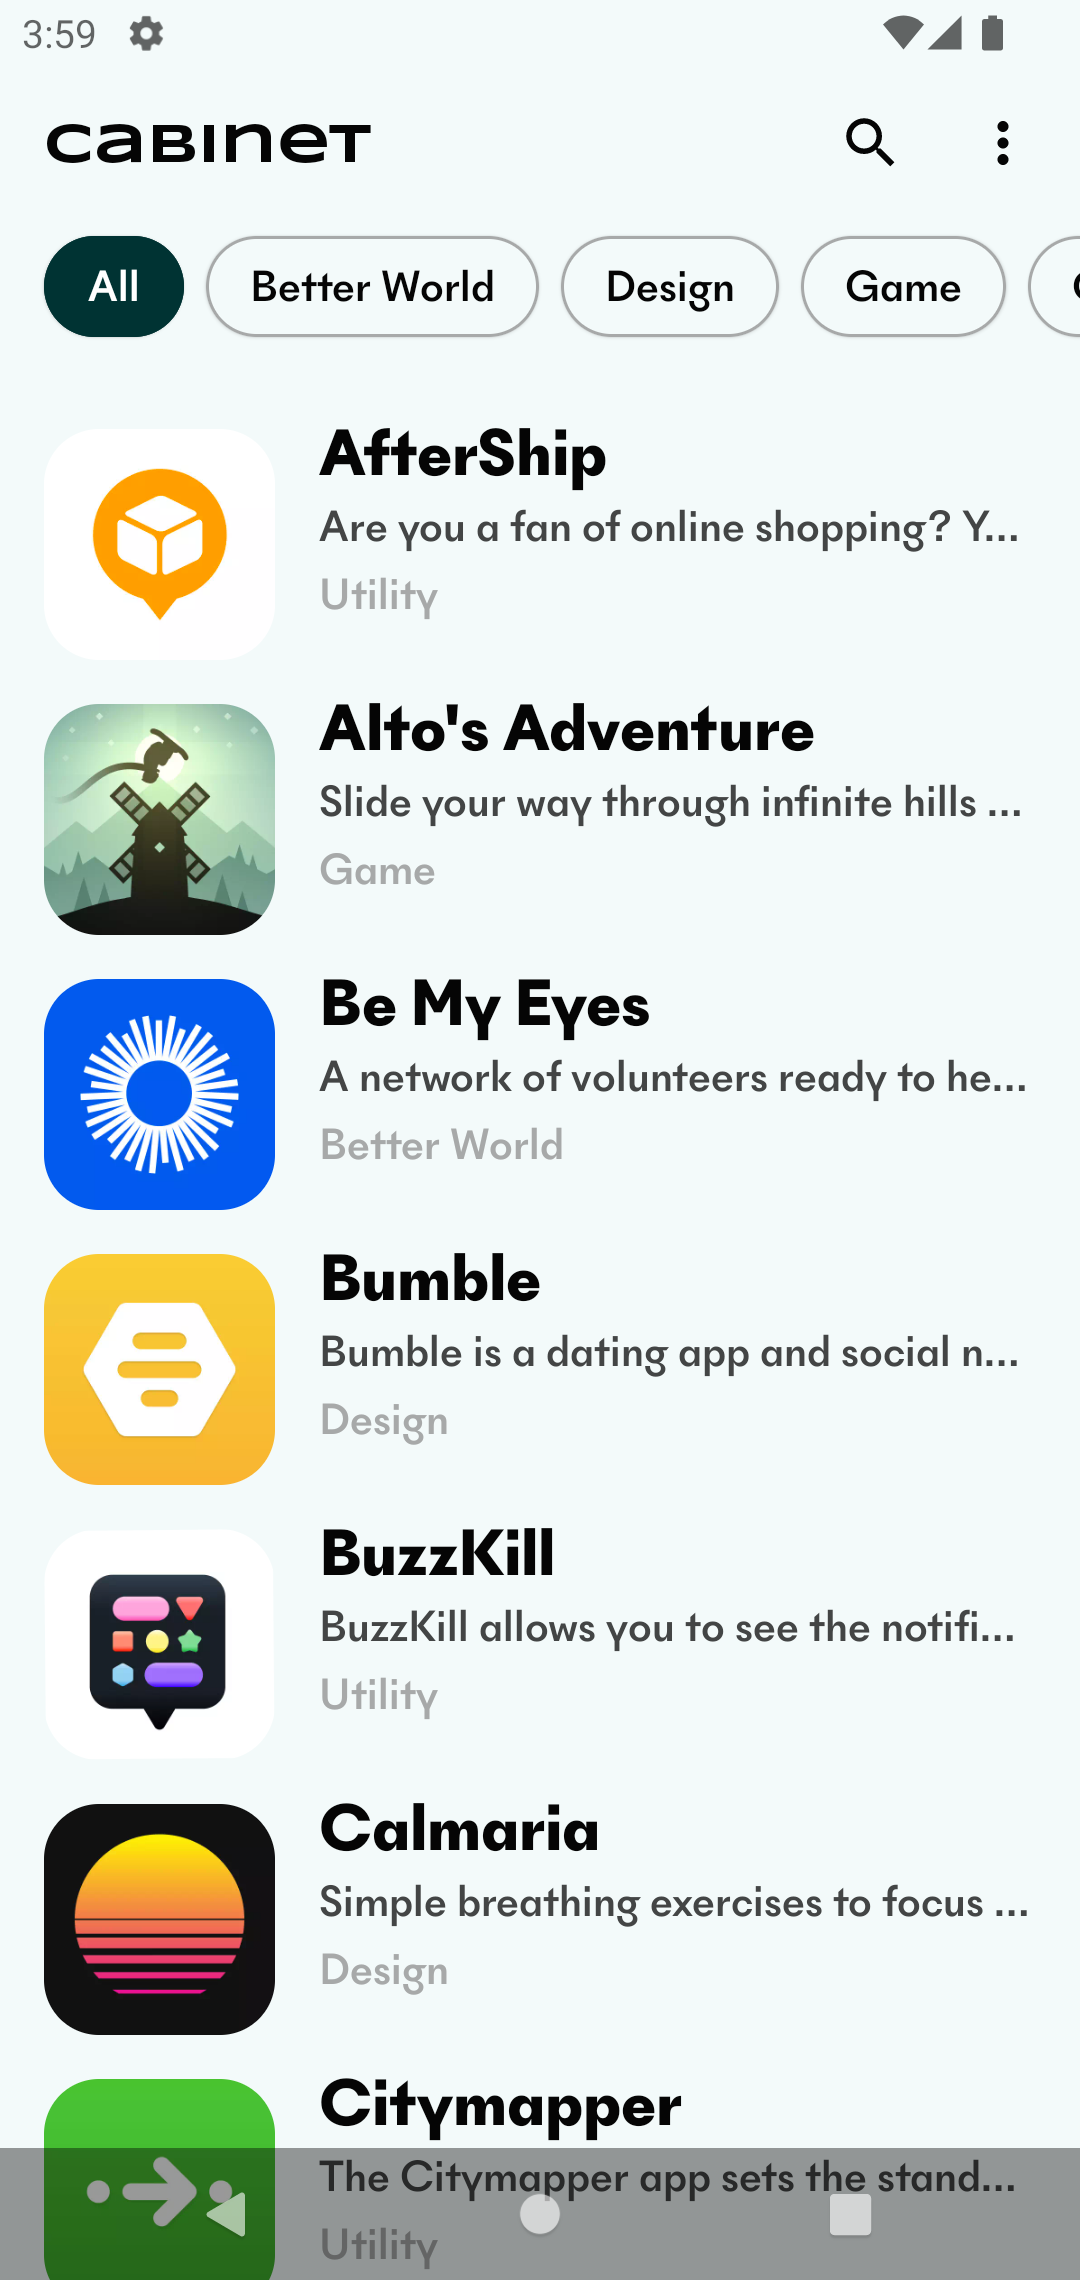 3:59
CABINET
All
Better World
Design
Game
AfterShip
Are you a fan of online shopping? Y...
Utility
Alto's Adventure
Slide your way through infinite hills ...
Game
Be My Eyes
A network of volunteers ready to he...
Better World
Bumble
Bumble is a dating app and social n...
Design
BuzzKill
BuzzKill allows you to see the notifi...
Utility
Calmaria
Simple breathing exercises to focus ...
Design
Citymapper
The Citymapper app sets the stand...
Utility